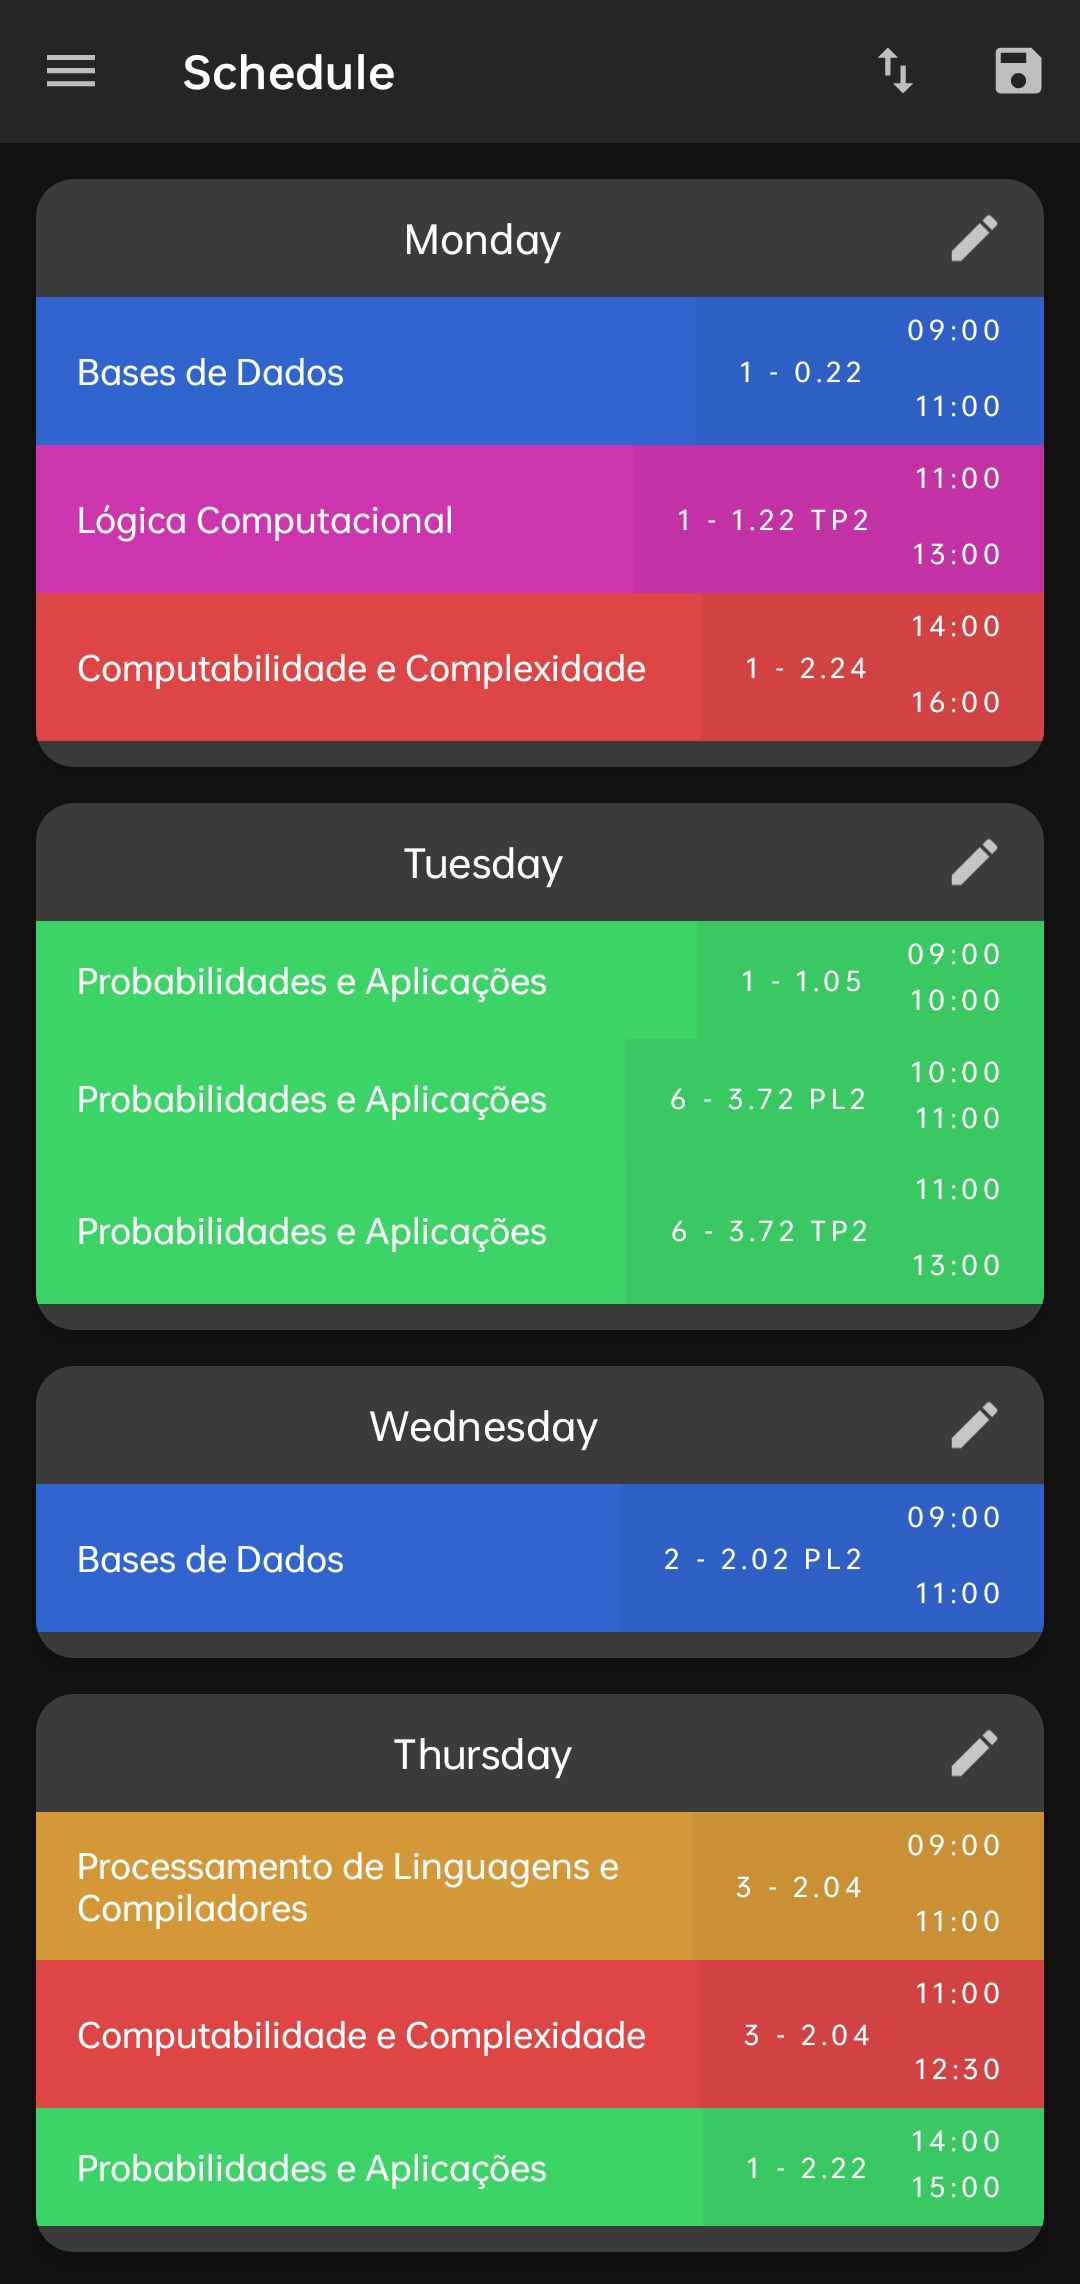 Schedule
Monday
Bases de Dados
1 - 0.22
09:00
11:00
Lógica Computacional
1 - 1.22 TP2
11:00
13:00
Computabilidade e Complexidade
1 - 2.24
14:00
16:00
Tuesday
Probabilidades e Aplicações
1 - 1.05
09:00
10:00
Probabilidades e Aplicações
6 - 3.72 PL2
10:00
11:00
Probabilidades e Aplicações
6 - 3.72 TP2
11:00
13:00
Wednesday
Bases de Dados
2 - 2.02 PL2
09:00
11:00
Thursday
Processamento de Linguagens e
Compiladores
3 - 2.04
09:00
11:00
Computabilidade e Complexidade
3 - 2.04
11:00
12:30
Probabilidades e Aplicações
1 - 2.22
14:00
15:00